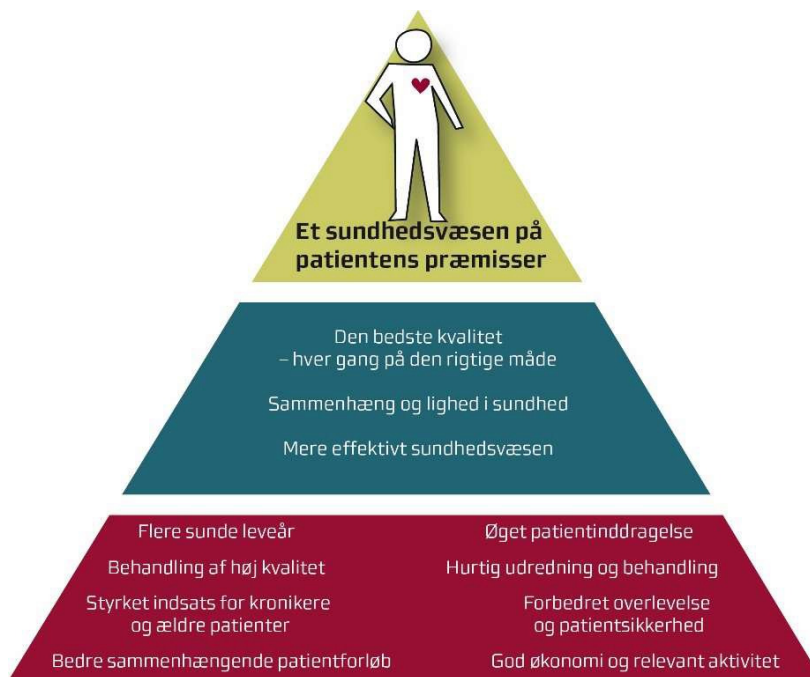 Et sundhedsvæsen på
patientens præmisser
Den bedste kvalitet
– hver gang på den rigtige måde
Sammenhæng og lighed i sundhed
Mere effektivt sundhedsvæsen
Flere sunde leveår
Behandling af høj kvalitet
Styrket indsats for kronikere
og ældre patienter
Bedre sammenhængende patientforløb
Øget patientinddragelse
Hurtig udredning og behandling
Forbedret overlevelse
og patientsikkerhed
God økonomi og relevant aktivitet